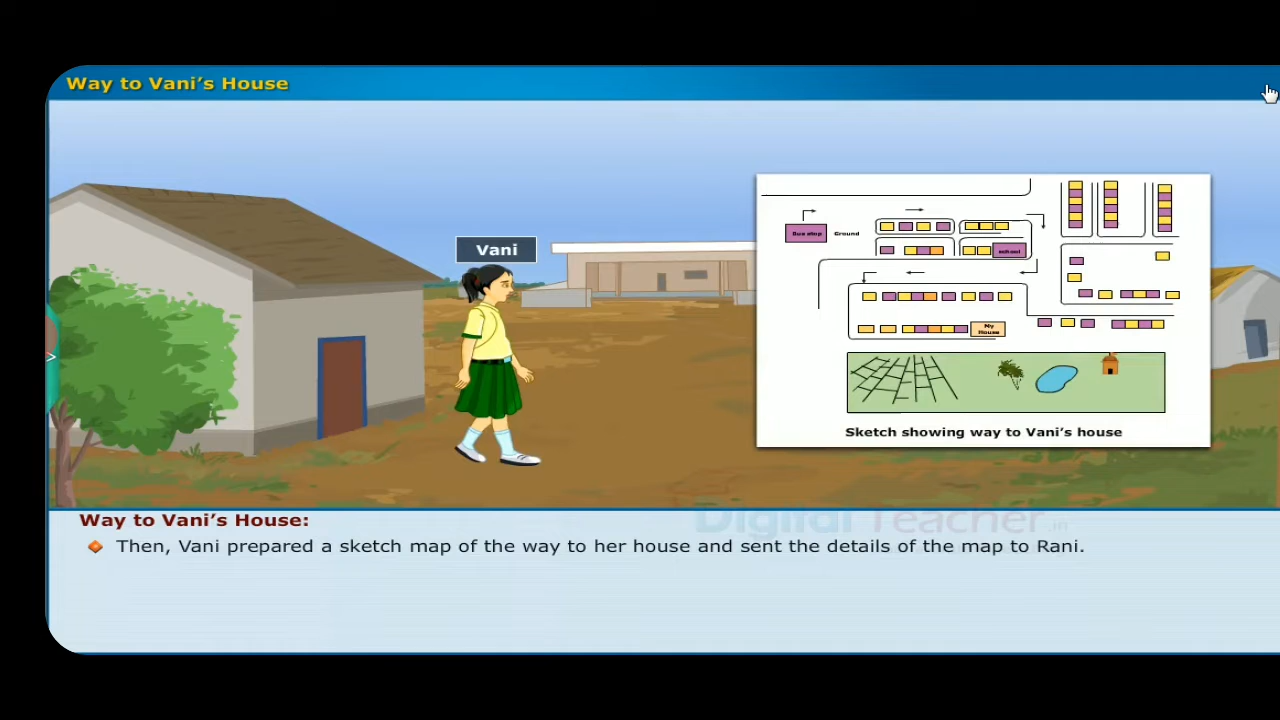 Way to Vani's House
Vani
Bus stop
Ground
school
My
House
Sketch showing way to Vani's house
Digital Teacher.in
Way to Vani's House:
Then, Vani prepared a sketch map of the way to her house and sent the details of the map to Rani.